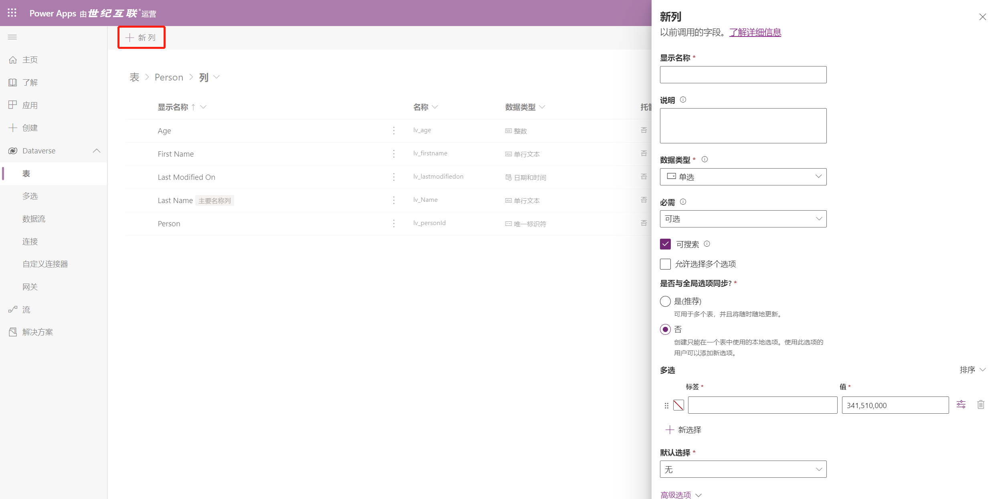 Power Apps 由世纪互联®运营
新列
主页
了解
应用
创建
Dataverse
表
多选
数据流
连接
自定义连接器
网关
流
解决方案
表 > Person > 列
显示名称 ↑ 名称 数据类型 托管
Age lv_age 整数 否
First Name lv_firstname 单行文本 否
Last Modified On lv_lastmodifiedon 日期和时间 否
Last Name 主要名称列 lv_Name 单行文本 否
Person lv_personId 唯一标识符 否
新列
以前调用的字段。了解详细信息
显示名称 *
说明
数据类型 *
单选
必需
可选
可搜索
允许选择多个选项
是否与全局选项同步? *
是(推荐)
可用于多个表，并且将随时随地更新。
否
创建只能在一个表中使用的本地选项。使用此选项的
用户可以添加新选项。
多选 排序
标签 * 值 *
341,510,000
新选择
默认选择 *
无
高级选项